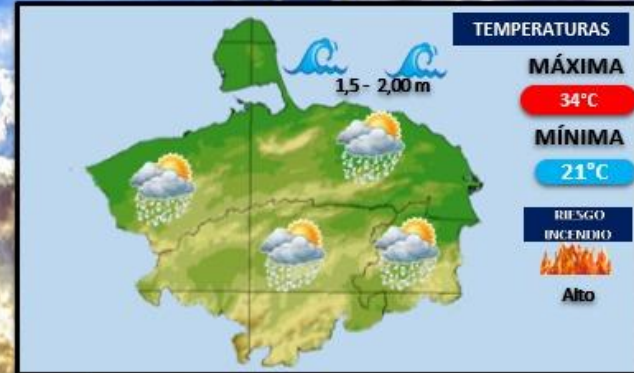 TEMPERATURAS
MÁXIMA
34°C
MÍNIMA
21°C
RIESGO
INCENDIO
Alto
1,5 - 2,00 m